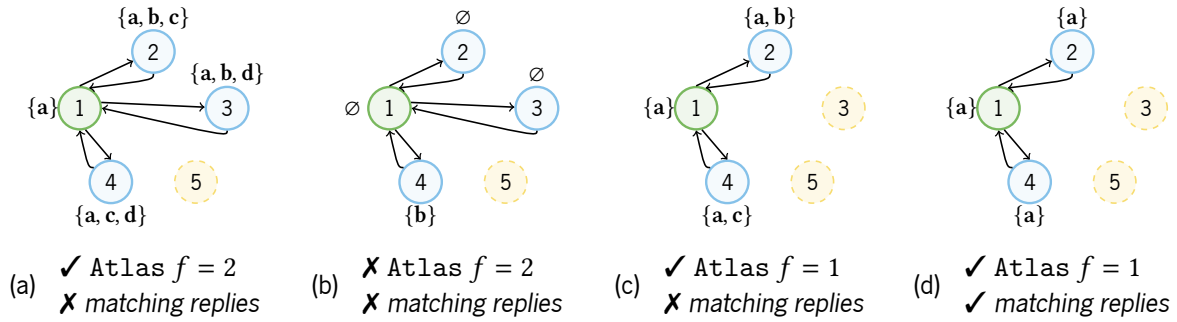 {a, b, c}
2
{a, b, d}
{a} 1 3
4 5
{a, c, d}
(a) ✓ Atlas f = 2
✗ matching replies
∅
2
∅
∅ 1 3
4 5
{b}
(b) ✗ Atlas f = 2
✗ matching replies
{a, b}
2
{a} 1 3
4 5
{a, c}
(c) ✓ Atlas f = 1
✗ matching replies
{a}
2
{a} 1 3
4 5
{a}
(d) ✓ Atlas f = 1
✓ matching replies